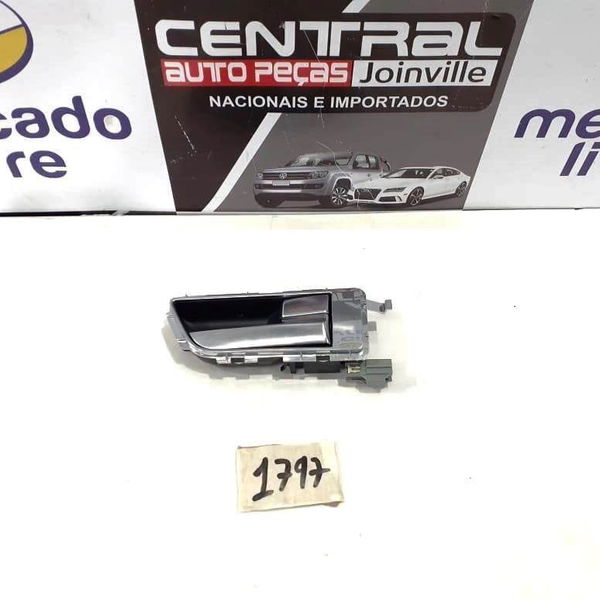 CENTRAL
AUTO PEÇAS Joinville
NACIONAIS E IMPORTADOS
cado
re
me
li
1797